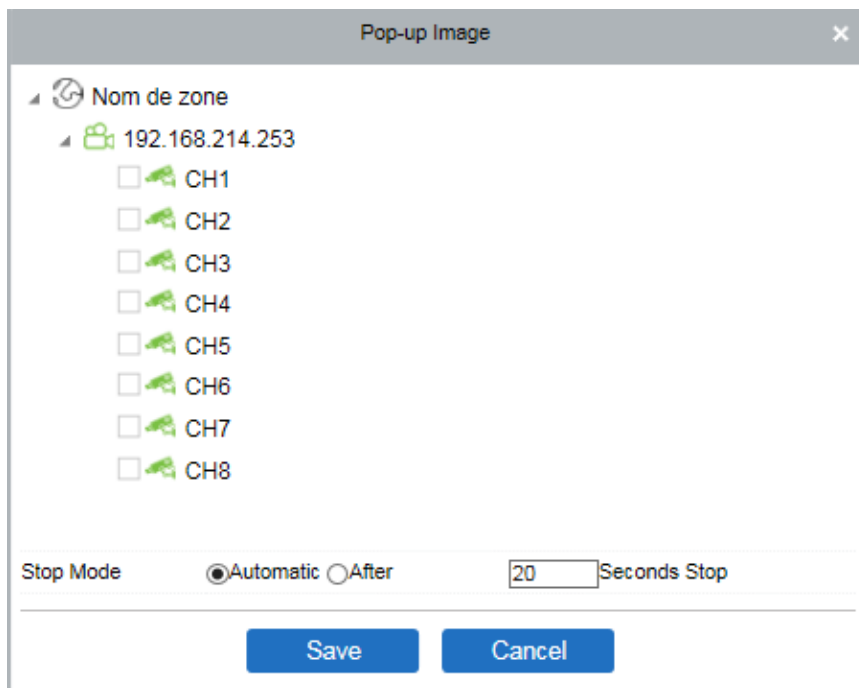 Pop-up Image
Nom de zone
192.168.214.253
CH1
CH2
CH3
CH4
CH5
CH6
CH7
CH8
Stop Mode Automatic After 20 Seconds Stop
Save Cancel